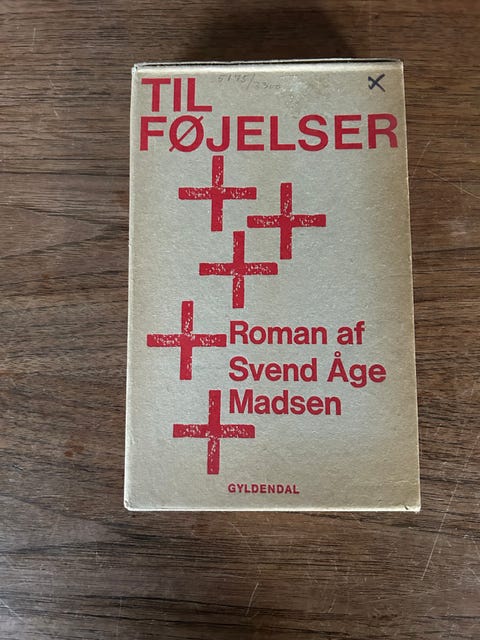 TIL
FØJELSER
Roman af
Svend Åge
Madsen
GYLDENDAL